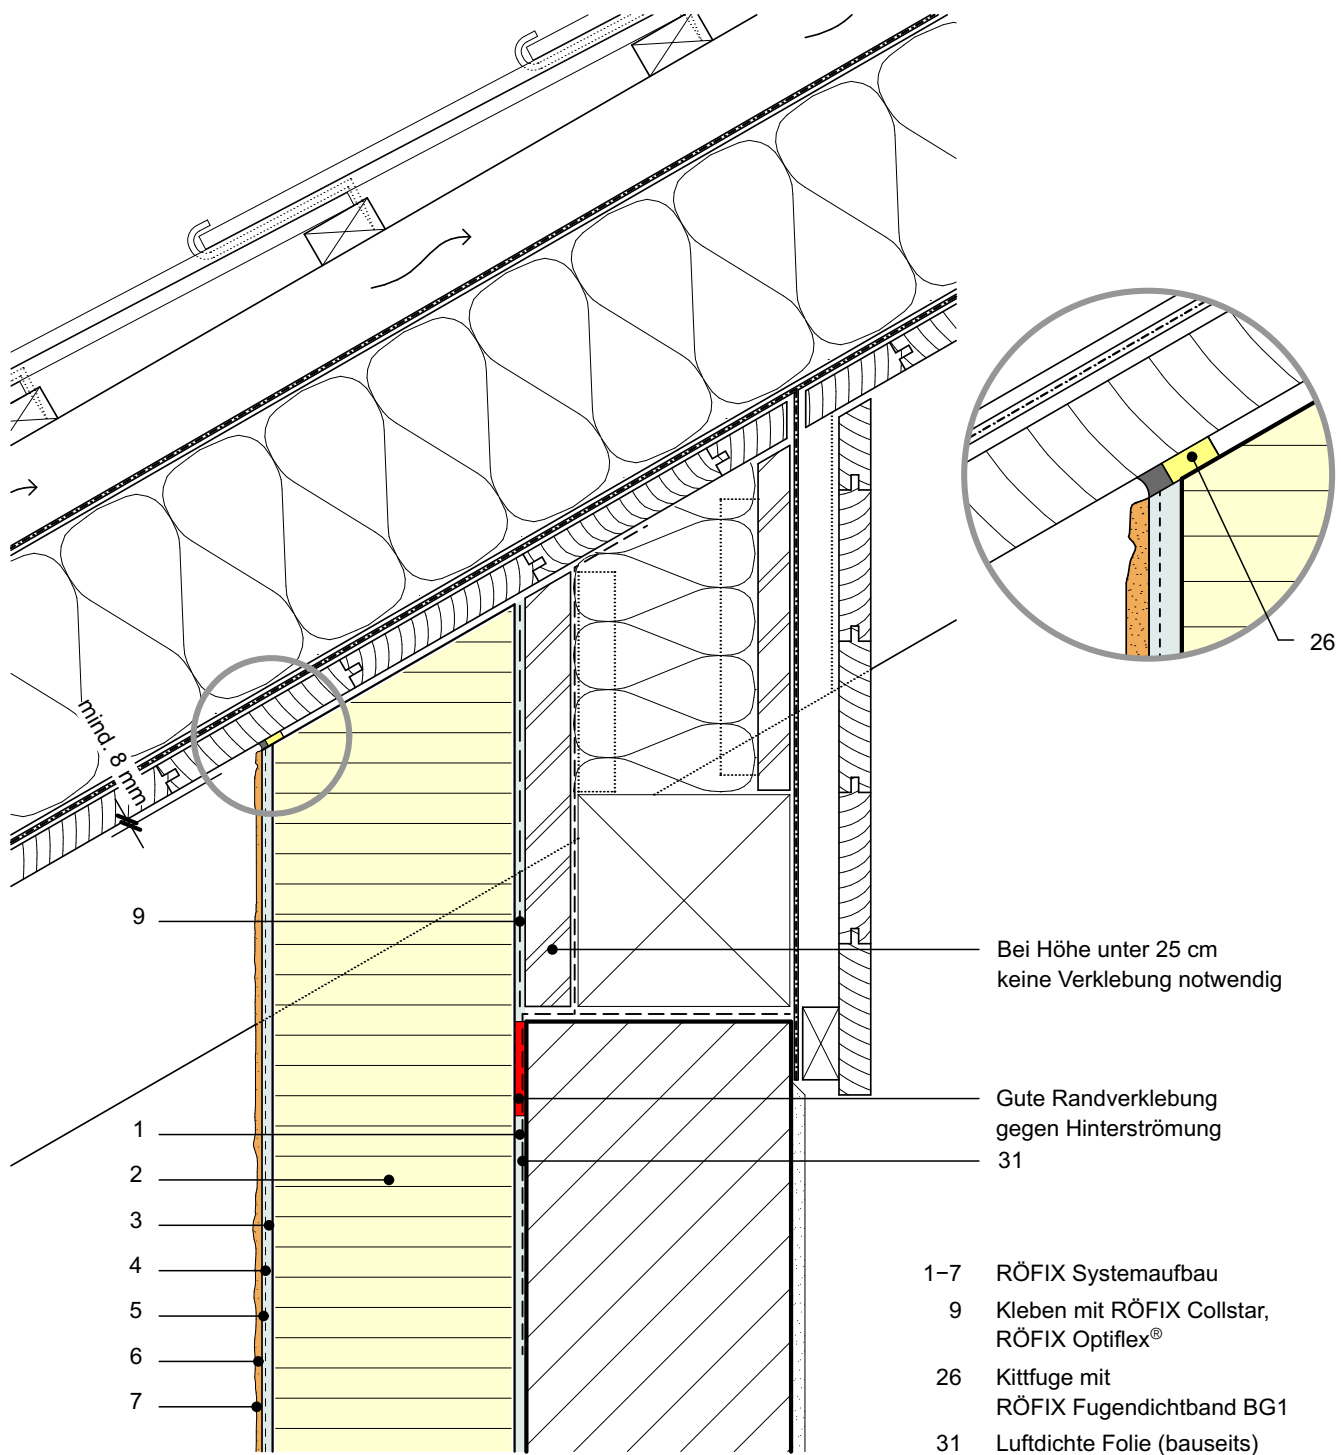 mind. 8 mm
26
9
Bei Höhe unter 25 cm
keine Verklebung notwendig
Gute Randverklebung
gegen Hinterströmung
1
31
2
3
4
5
6
7
1–7 RÖFIX Systemaufbau
9 Kleben mit RÖFIX Collstar,
RÖFIX Optiflex®
26 Kittfuge mit
RÖFIX Fugendichtband BG1
31 Luftdichte Folie (bauseits)